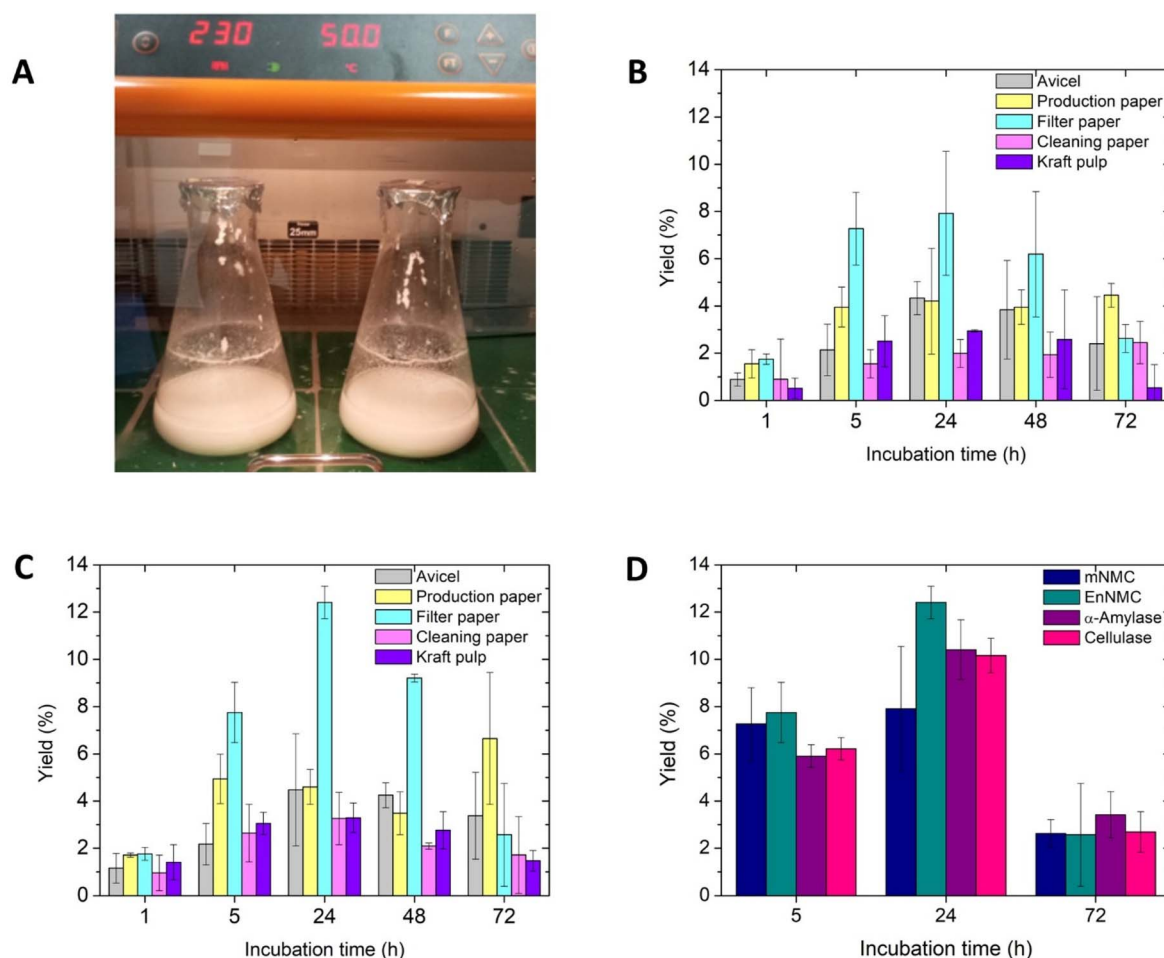 A
230 50.0
RPM °C
25mm
B
14
12
10
8
6
4
2
0
Yield (%)
Avicel
Production paper
Filter paper
Cleaning paper
Kraft pulp
1 5 24 48 72
Incubation time (h)
C
14
12
10
8
6
4
2
0
Yield (%)
Avicel
Production paper
Filter paper
Cleaning paper
Kraft pulp
1 5 24 48 72
Incubation time (h)
D
14
12
10
8
6
4
2
0
Yield (%)
mNMC
EnNMC
α-Amylase
Cellulase
5 24 72
Incubation time (h)